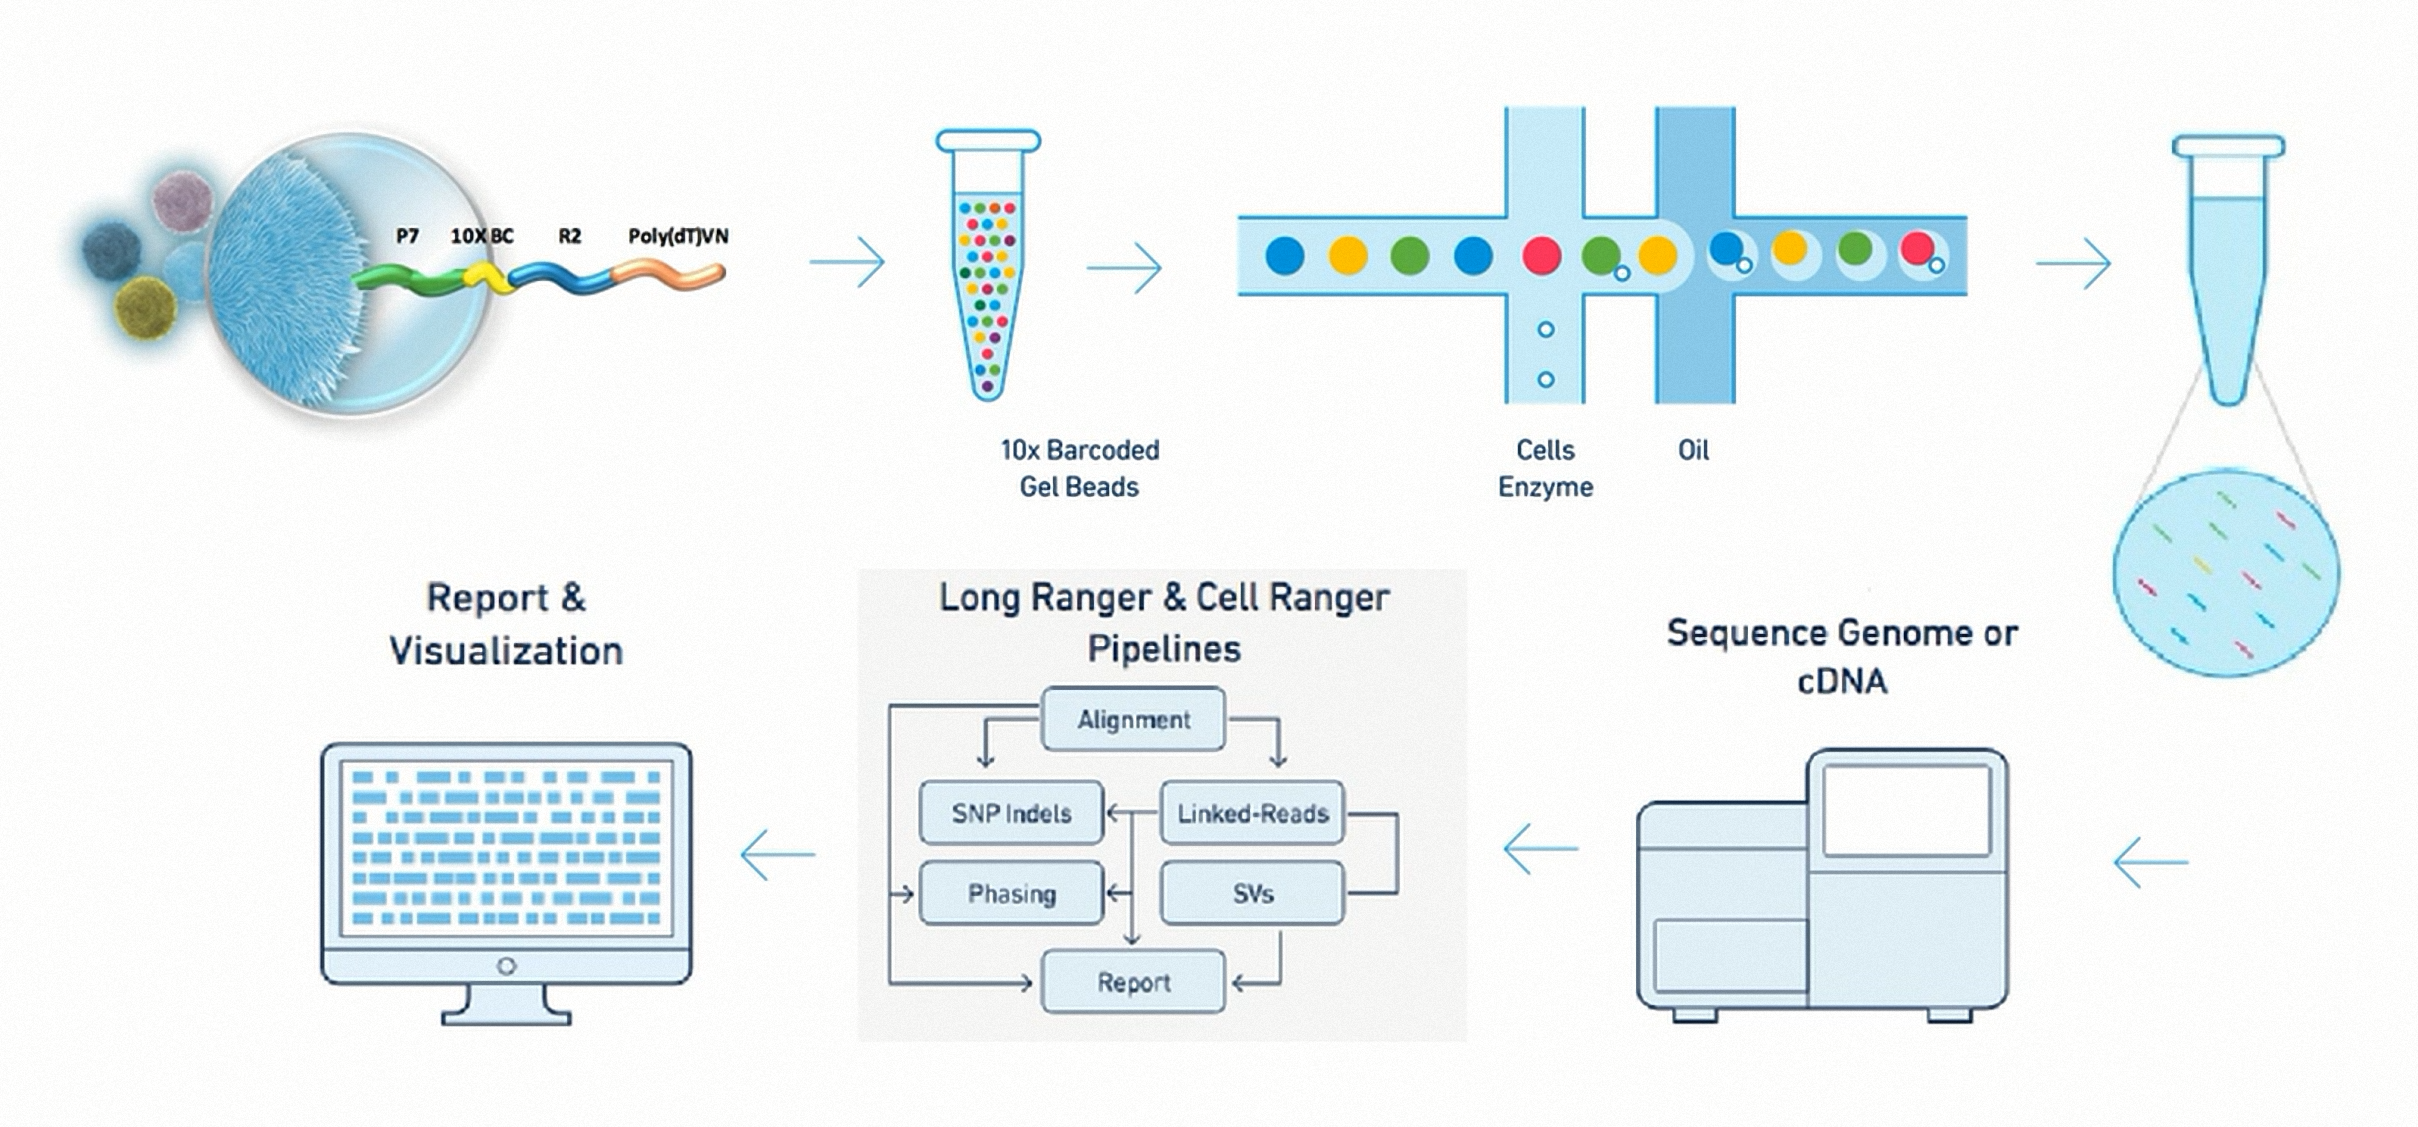 P7 10X BC R2 Poly(dT)VN
10x Barcoded
Gel Beads
Cells
Enzyme
Oil
Report &
Visualization
Long Ranger & Cell Ranger
Pipelines
Alignment
SNP Indels
Linked-Reads
Phasing
SVs
Report
Sequence Genome or
cDNA